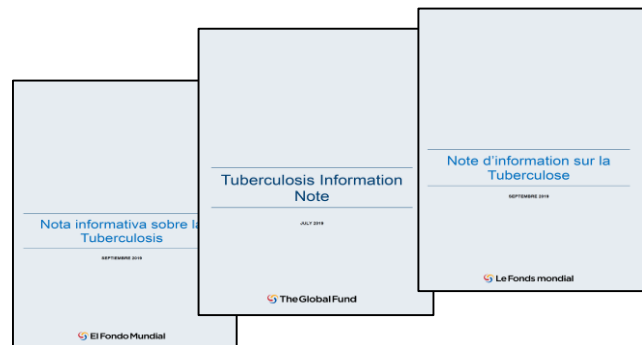 Nota informativa sobre la
Tuberculosis
SEPTIEMBRE 2019
El Fondo Mundial
Tuberculosis Information
Note
JULY 2019
The Global Fund
Note d'information sur la
Tuberculose
SEPTEMBRE 2019
Le Fonds mondial